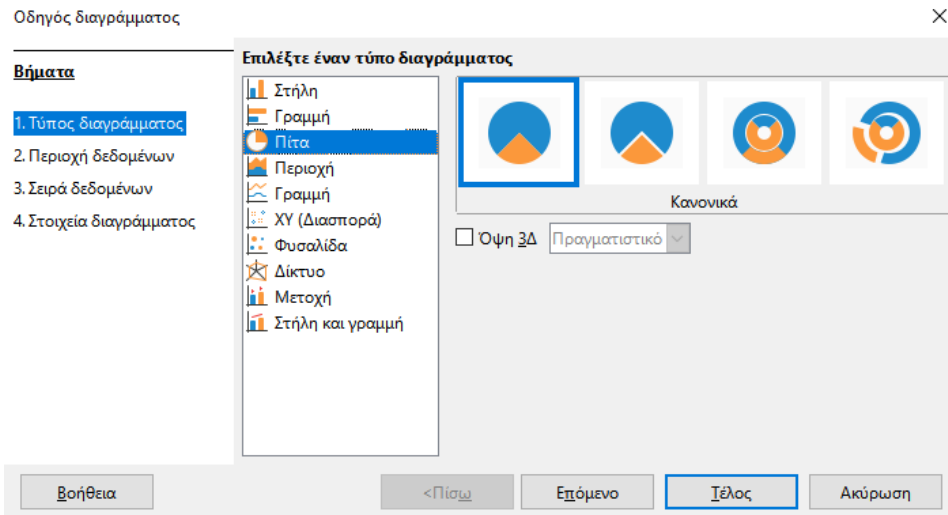 Οδηγός διαγράμματος
Βήματα
1. Τύπος διαγράμματος
2. Περιοχή δεδομένων
3. Σειρά δεδομένων
4. Στοιχεία διαγράμματος
Επιλέξτε έναν τύπο διαγράμματος
Στήλη
Γραμμή
Πίτα
Περιοχή
Γραμμή
XY (Διασπορά)
Φυσαλίδα
Δίκτυο
Μετοχή
Στήλη και γραμμή
Κανονικά
Όψη 3Δ Πραγματιστικό
Βοήθεια <Πίσω Επόμενο Τέλος Ακύρωση